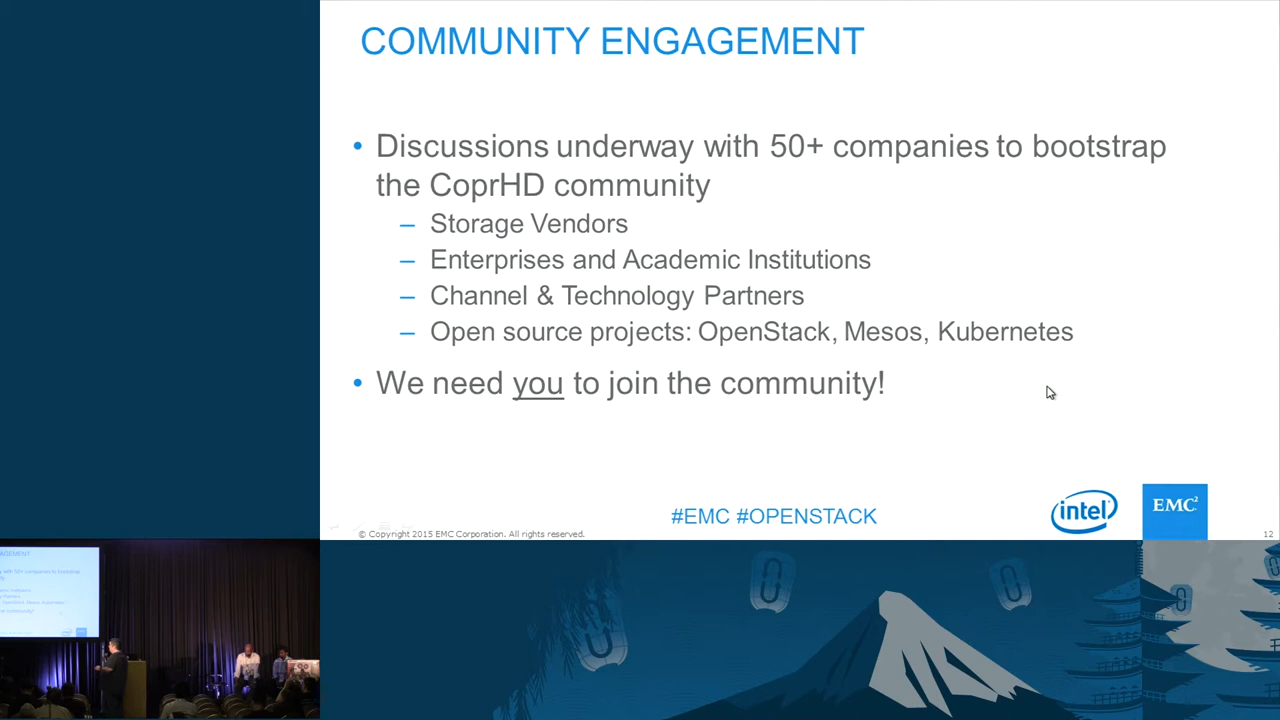 COMMUNITY ENGAGEMENT
• Discussions underway with 50+ companies to bootstrap
the CoprHD community
– Storage Vendors
– Enterprises and Academic Institutions
– Channel & Technology Partners
– Open source projects: OpenStack, Mesos, Kubernetes
• We need you to join the community!
#EMC #OPENSTACK
intel
EMC²
© Copyright 2015 EMC Corporation. All rights reserved.
12